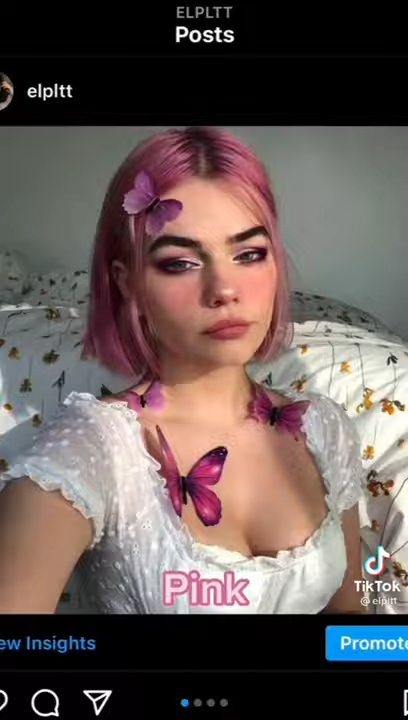 ELPLTT
Posts
elpltt
Pink
TikTok
@elpltt
ew Insights
Promote